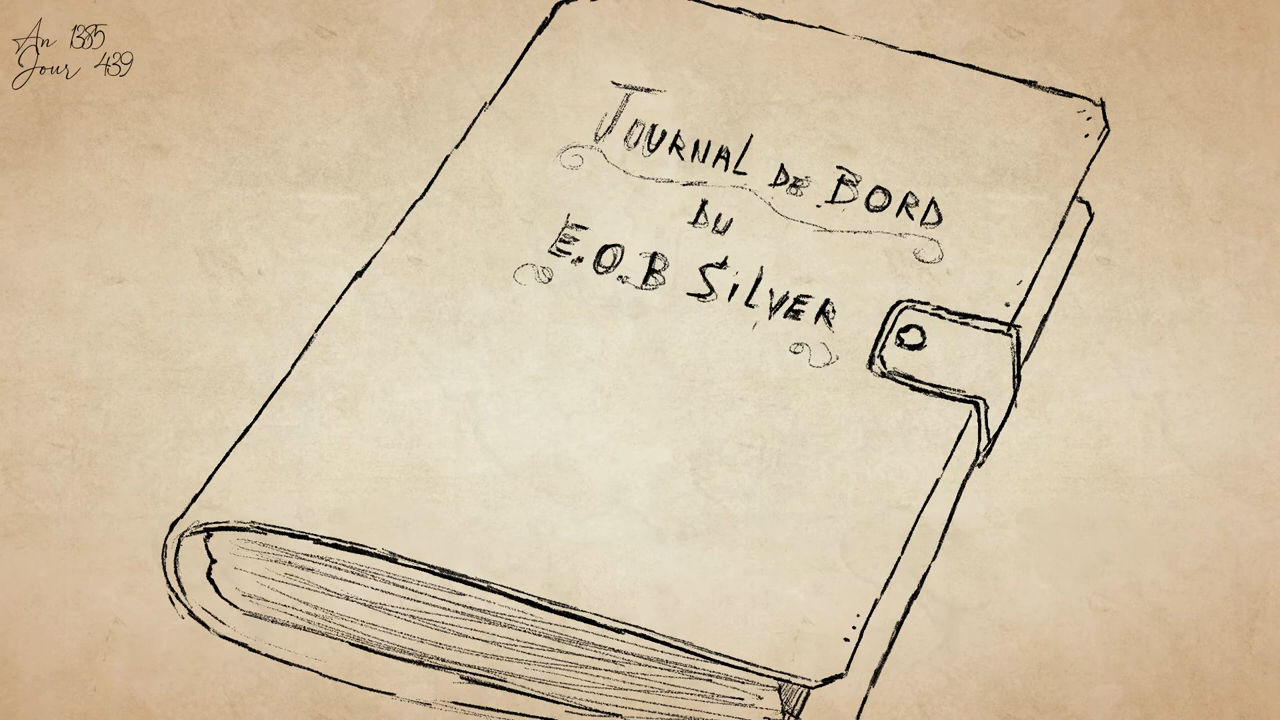 An 1385
Jour 439
JOURNAL DE BORD
DU
E.O.B SilVER